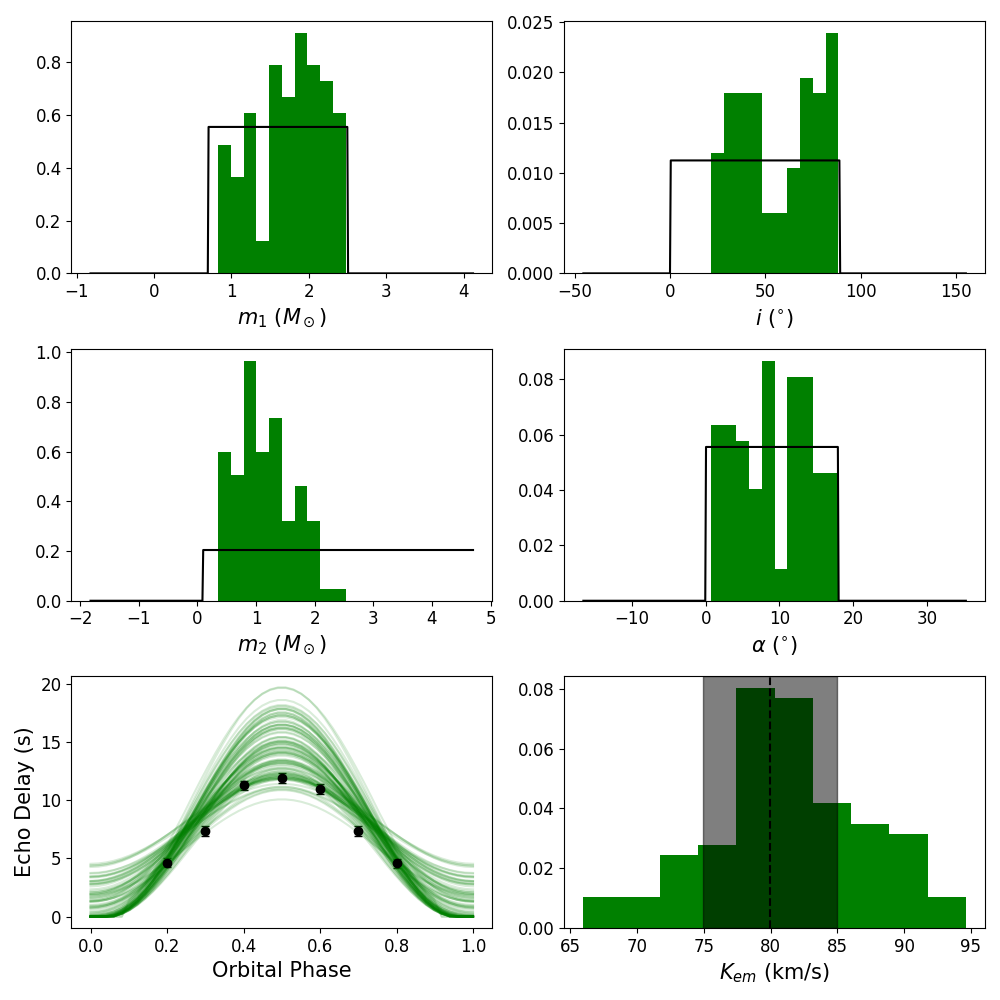 0.8
0.6
0.4
0.2
0.0
−1 0 1 2 3 4
m₁ (M⊙)
0.025
0.020
0.015
0.010
0.005
0.000
−50 0 50 100 150
i (°)
1.0
0.8
0.6
0.4
0.2
0.0
−2 −1 0 1 2 3 4 5
m₂ (M⊙)
0.08
0.06
0.04
0.02
0.00
−10 0 10 20 30
α (°)
20
15
10
5
0
Echo Delay (s)
0.0 0.2 0.4 0.6 0.8 1.0
Orbital Phase
0.08
0.06
0.04
0.02
0.00
65 70 75 80 85 90 95
Kem (km/s)